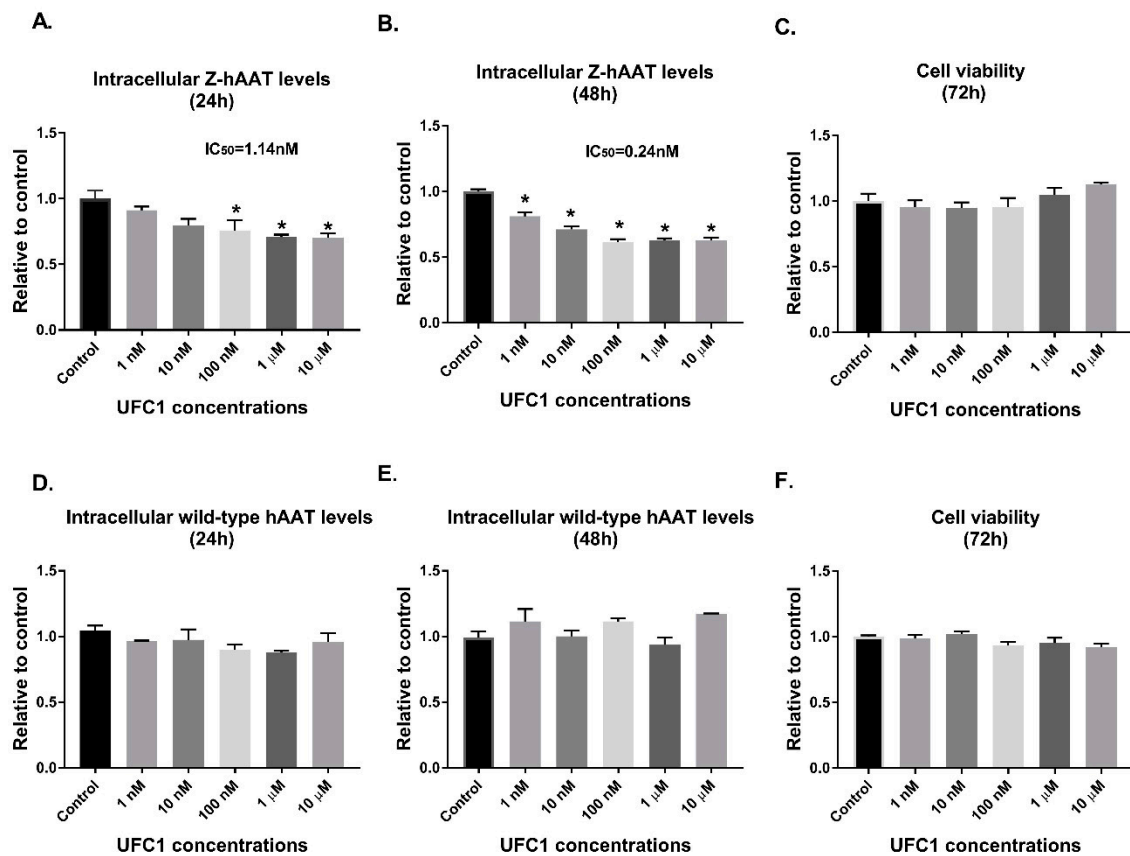 A.
Intracellular Z-hAAT levels
(24h)
IC50=1.14nM
Relative to control
1.5
1.0
0.5
0.0
*
*
*
Control
1 nM
10 nM
100 nM
1 μM
10 μM
UFC1 concentrations
B.
Intracellular Z-hAAT levels
(48h)
IC50=0.24nM
Relative to control
1.5
1.0
0.5
0.0
*
*
*
*
*
Control
1 nM
10 nM
100 nM
1 μM
10 μM
UFC1 concentrations
C.
Cell viability
(72h)
Relative to control
1.5
1.0
0.5
0.0
Control
1 nM
10 nM
100 nM
1 μM
10 μM
UFC1 concentrations
D.
Intracellular wild-type hAAT levels
(24h)
Relative to control
1.5
1.0
0.5
0.0
Control
1 nM
10 nM
100 nM
1 μM
10 μM
UFC1 concentrations
E.
Intracellular wild-type hAAT levels
(48h)
Relative to control
1.5
1.0
0.5
0.0
Control
1 nM
10 nM
100 nM
1 μM
10 μM
UFC1 concentrations
F.
Cell viability
(72h)
Relative to control
1.5
1.0
0.5
0.0
Control
1 nM
10 nM
100 nM
1 μM
10 μM
UFC1 concentrations